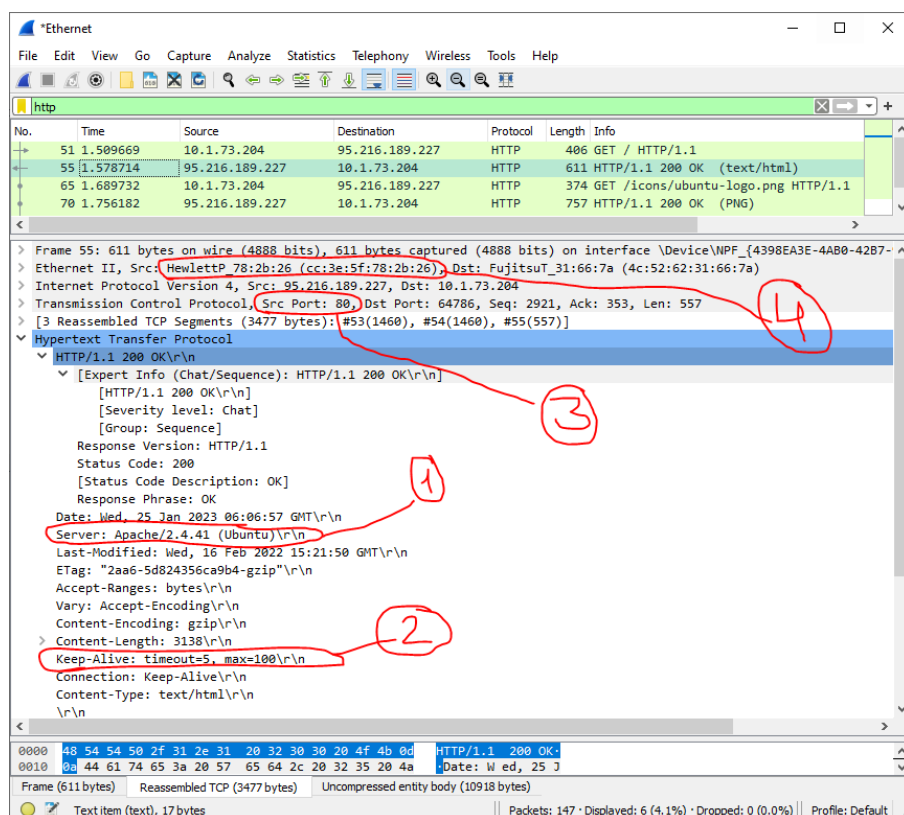 *Ethernet
File Edit View Go Capture Analyze Statistics Telephony Wireless Tools Help
http
No. Time Source Destination Protocol Length Info
51 1.509669 10.1.73.204 95.216.189.227 HTTP 406 GET / HTTP/1.1
55 1.578714 95.216.189.227 10.1.73.204 HTTP 611 HTTP/1.1 200 OK (text/html)
65 1.689732 10.1.73.204 95.216.189.227 HTTP 374 GET /icons/ubuntu-logo.png HTTP/1.1
70 1.756182 95.216.189.227 10.1.73.204 HTTP 757 HTTP/1.1 200 OK (PNG)
> Frame 55: 611 bytes on wire (4888 bits), 611 bytes captured (4888 bits) on interface \Device\NPF_{4398EA3E-4AB0-42B7-
> Ethernet II, Src: HewlettP_78:2b:26 (cc:3e:5f:78:2b:26), Dst: FujitsuT_31:66:7a (4c:52:62:31:66:7a)
> Internet Protocol Version 4, Src: 95.216.189.227, Dst: 10.1.73.204
> Transmission Control Protocol, Src Port: 80, Dst Port: 64786, Seq: 2921, Ack: 353, Len: 557
4
> [3 Reassembled TCP Segments (3477 bytes): #53(1460), #54(1460), #55(557)]
Hypertext Transfer Protocol
HTTP/1.1 200 OK\r\n
[Expert Info (Chat/Sequence): HTTP/1.1 200 OK\r\n]
[HTTP/1.1 200 OK\r\n]
[Severity level: Chat]
3
[Group: Sequence]
Response Version: HTTP/1.1
Status Code: 200
[Status Code Description: OK]
1
Response Phrase: OK
Date: Wed, 25 Jan 2023 06:06:57 GMT\r\n
Server: Apache/2.4.41 (Ubuntu)\r\n
Last-Modified: Wed, 16 Feb 2022 15:21:50 GMT\r\n
ETag: "2aa6-5d824356ca9b4-gzip"\r\n
Accept-Ranges: bytes\r\n
Vary: Accept-Encoding\r\n
Content-Encoding: gzip\r\n
2
> Content-Length: 3138\r\n
Keep-Alive: timeout=5, max=100\r\n
Connection: Keep-Alive\r\n
Content-Type: text/html\r\n
\r\n
0000 48 54 54 50 2f 31 2e 31 20 32 30 30 20 4f 4b 0d HTTP/1.1 200 OK·
0010 0a 44 61 74 65 3a 20 57 65 64 2c 20 32 35 20 4a ·Date: W ed, 25 J
Frame (611 bytes) Reassembled TCP (3477 bytes) Uncompressed entity body (10918 bytes)
Text item (text), 17 bytes Packets: 147 · Displayed: 6 (4.1%) · Dropped: 0 (0.0%) Profile: Default